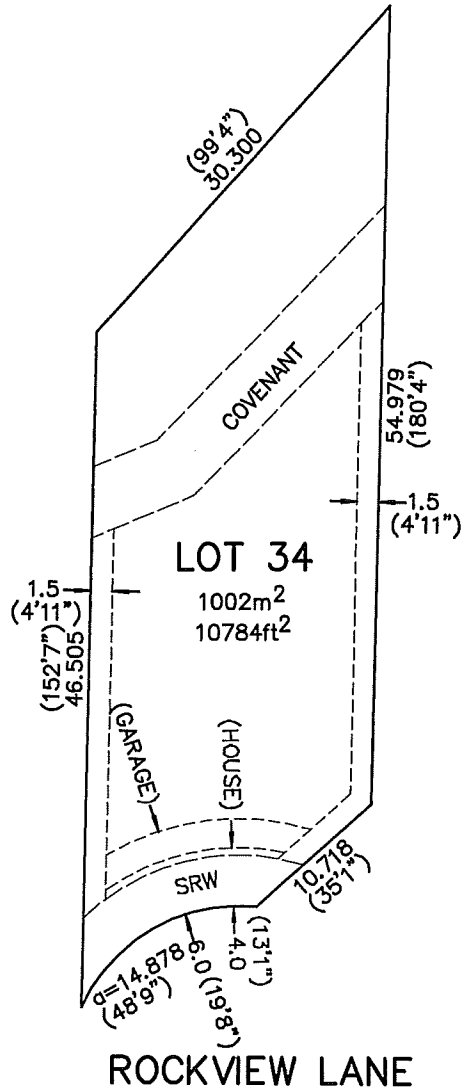 (99'4")
30.300
COVENANT
54.979
(180'4")
1.5
(4'11")
LOT 34
1002m²
10784ft²
1.5
(4'11")
(152'7")
46.505
(GARAGE)
(HOUSE)
SRW
10.718
(35'1")
a=14.878
(48'9")
6.0 (19'8")
4.0
(13'1")
ROCKVIEW LANE